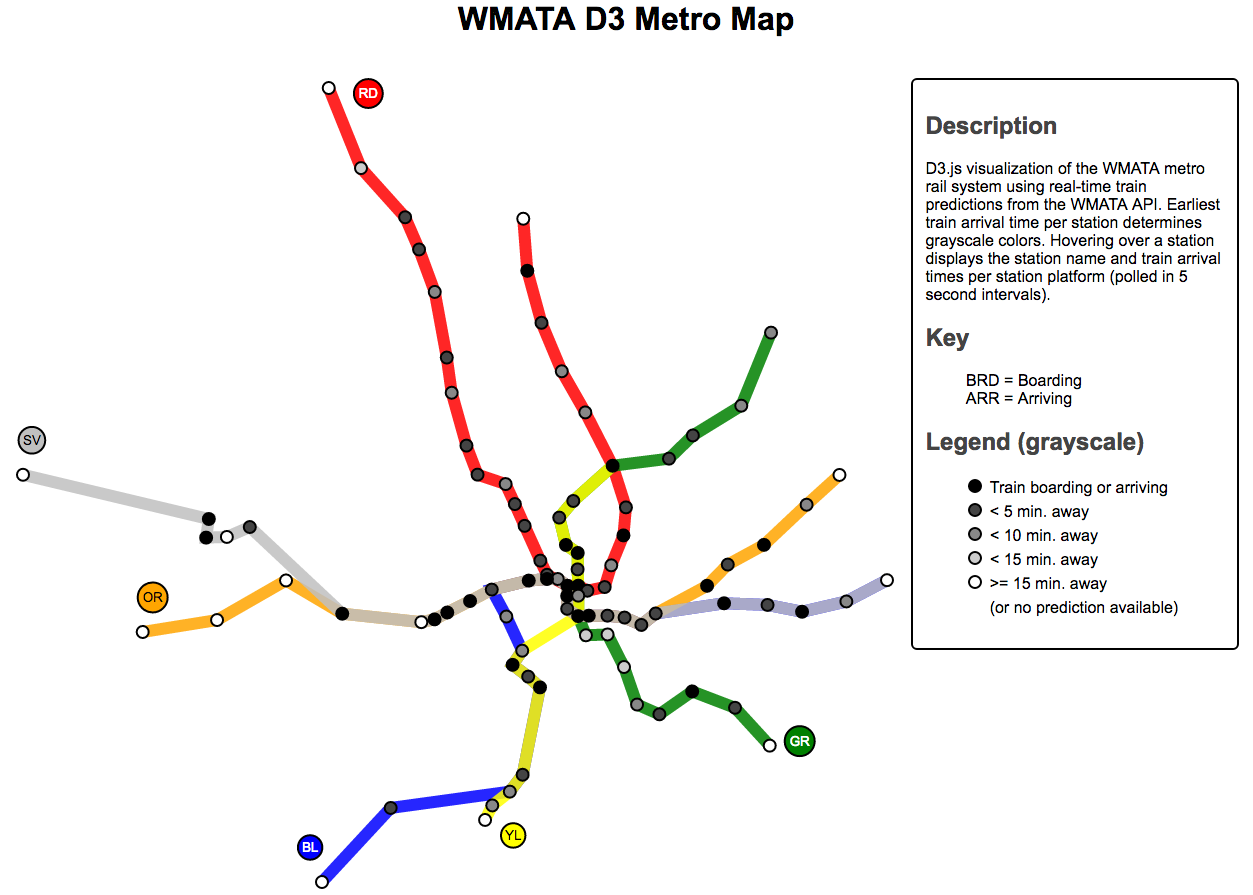 WMATA D3 Metro Map
RD
SV
OR
BL
YL
GR
Description
D3.js visualization of the WMATA metro
rail system using real-time train
predictions from the WMATA API. Earliest
train arrival time per station determines
grayscale colors. Hovering over a station
displays the station name and train arrival
times per station platform (polled in 5
second intervals).
Key
BRD = Boarding
ARR = Arriving
Legend (grayscale)
Train boarding or arriving
< 5 min. away
< 10 min. away
< 15 min. away
>= 15 min. away
(or no prediction available)